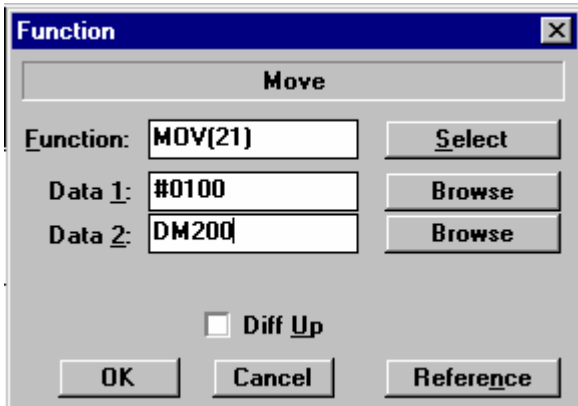 Function
Move
Function: MOV(21) Select
Data 1: #0100 Browse
Data 2: DM200 Browse
Diff Up
OK Cancel Reference